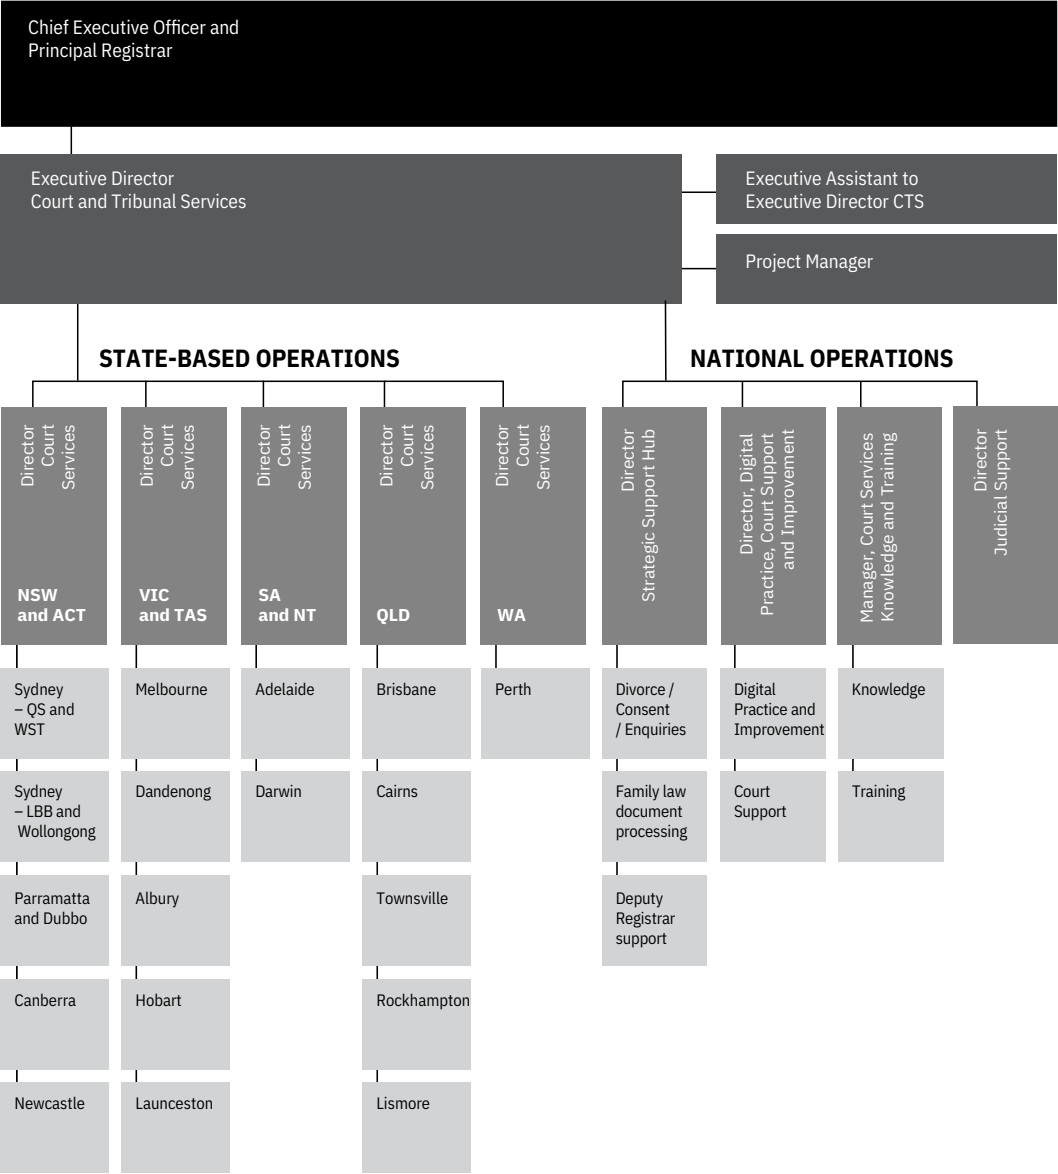 Chief Executive Officer and
Principal Registrar
Executive Director
Court and Tribunal Services
Executive Assistant to
Executive Director CTS
Project Manager
STATE-BASED OPERATIONS
NATIONAL OPERATIONS
Director
Court
Services
NSW
and ACT
Director
Court
Services
VIC
and TAS
Director
Court
Services
SA
and NT
Director
Court
Services
QLD
Director
Court
Services
WA
Director
Strategic Support Hub
Director, Digital
Practice, Court Support
and Improvement
Manager, Court Services
Knowledge and Training
Director
Judicial Support
Sydney
– QS and
WST
Sydney
– LBB and
Wollongong
Parramatta
and Dubbo
Canberra
Newcastle
Melbourne
Dandenong
Albury
Hobart
Launceston
Adelaide
Darwin
Brisbane
Cairns
Townsville
Rockhampton
Lismore
Perth
Divorce /
Consent
/ Enquiries
Family law
document
processing
Deputy
Registrar
support
Digital
Practice and
Improvement
Court
Support
Knowledge
Training